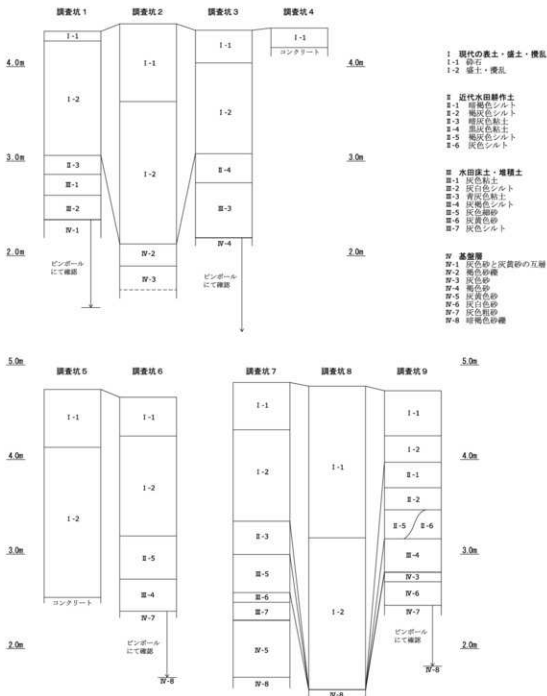 調査坑1 調査坑2 調査坑3 調査坑4
4.0m
3.0m
2.0m
Ⅰ-1
Ⅰ-2
Ⅱ-3
Ⅲ-1
Ⅲ-2
Ⅳ-1
ピンポール
にて確認
Ⅰ-1
Ⅰ-2
Ⅳ-2
Ⅳ-3
Ⅰ-1
Ⅰ-2
Ⅱ-4
Ⅲ-3
Ⅳ-4
ピンポール
にて確認
Ⅰ-1
コンクリート
4.0m
3.0m
2.0m
Ⅰ 現代の表土・盛土・攪乱
Ⅰ-1 砕石
Ⅰ-2 盛土・攪乱
Ⅱ 近代水田耕作土
Ⅱ-1 暗褐色シルト
Ⅱ-2 褐灰色シルト
Ⅱ-3 暗灰色粘土
Ⅱ-4 黒灰色粘土
Ⅱ-5 褐灰色シルト
Ⅱ-6 灰色シルト
Ⅲ 水田床土・堆積土
Ⅲ-1 灰色粘土
Ⅲ-2 灰白色シルト
Ⅲ-3 青灰色粘土
Ⅲ-4 灰褐色シルト
Ⅲ-5 灰色細砂
Ⅲ-6 灰黄色砂
Ⅲ-7 灰色シルト
Ⅳ 基盤層
Ⅳ-1 灰色砂と灰黄砂の互層
Ⅳ-2 褐色砂礫
Ⅳ-3 灰色砂
Ⅳ-4 褐色砂
Ⅳ-5 灰黄色砂
Ⅳ-6 灰白色砂
Ⅳ-7 灰色粗砂
Ⅳ-8 暗褐色砂礫
5.0m
4.0m
3.0m
2.0m
調査坑5 調査坑6 調査坑7 調査坑8 調査坑9
Ⅰ-1
Ⅰ-2
コンクリート
Ⅰ-1
Ⅰ-2
Ⅱ-5
Ⅲ-4
Ⅳ-7
ピンポール
にて確認
Ⅳ-8
Ⅰ-1
Ⅰ-2
Ⅱ-3
Ⅲ-5
Ⅲ-6
Ⅲ-7
Ⅳ-5
Ⅳ-8
Ⅰ-1
Ⅰ-2
Ⅳ-8
Ⅰ-1
Ⅰ-2
Ⅱ-1
Ⅱ-2
Ⅱ-5 Ⅱ-6
Ⅲ-4
Ⅳ-3
Ⅳ-6
Ⅳ-7
ピンポール
にて確認
Ⅳ-8
5.0m
4.0m
3.0m
2.0m